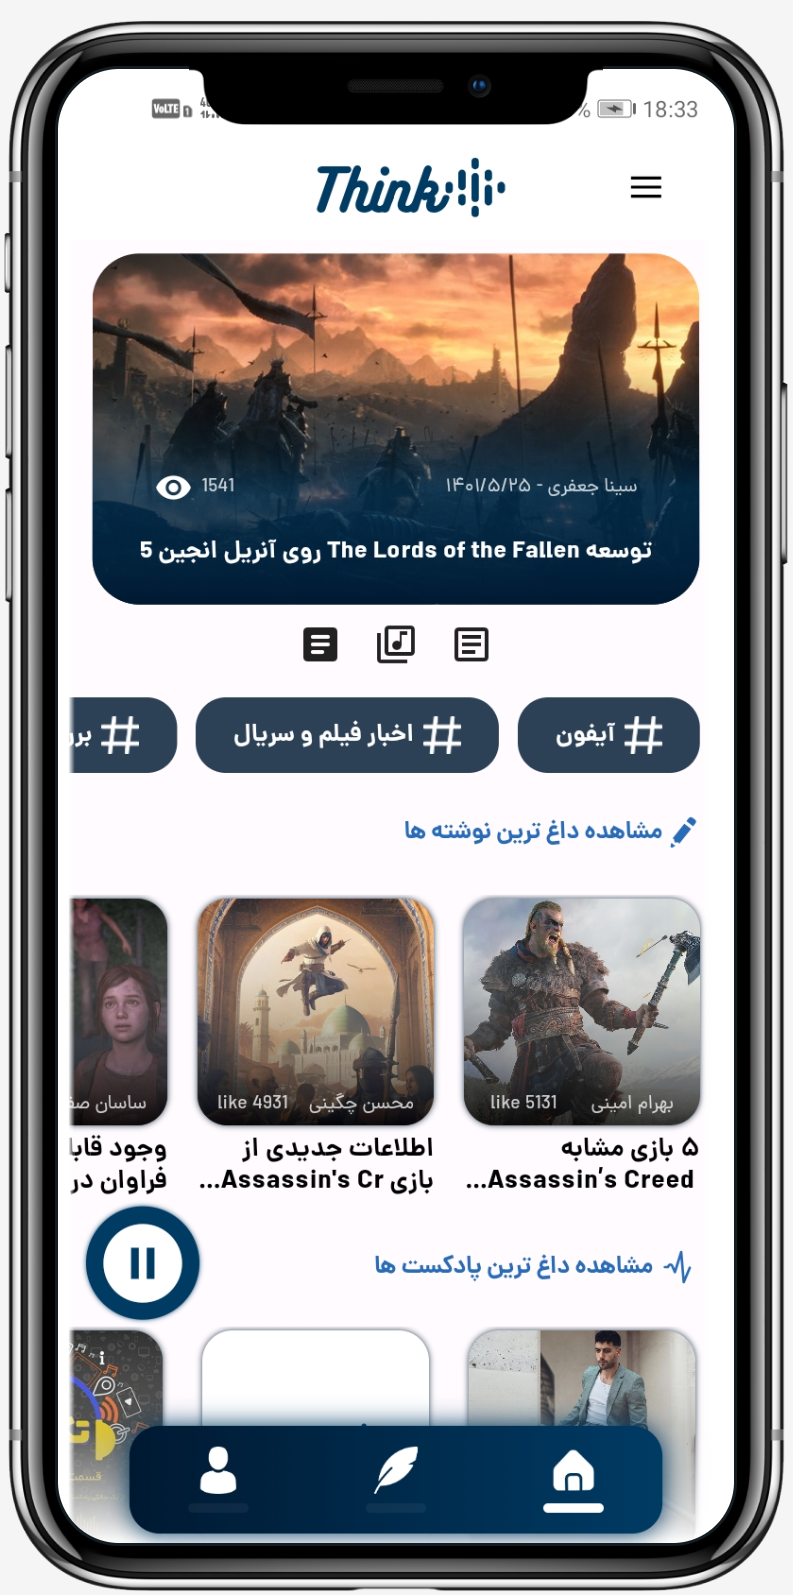 VoLTE 1
% 18:33
Think
سینا جعفری - ۱۴۰۱/۵/۲۵
1541
توسعه The Lords of the Fallen روی آنریل انجین 5
آیفون
اخبار فیلم و سریال
مشاهده داغ ترین نوشته ها
بهرام امینی
like 5131
۵ بازی مشابه
Assassin's Creed...
محسن چگینی
like 4931
اطلاعات جدیدی از
بازی Assassin's Cr...
ساسان
وجود
فراوان در
مشاهده داغ ترین پادکست ها